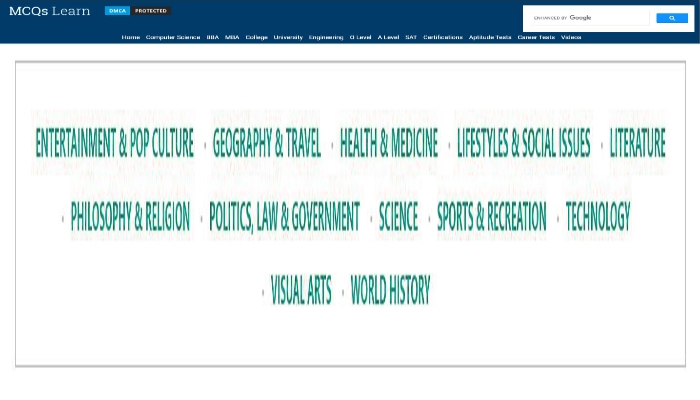 MCQs Learn DMCA PROTECTED
ENHANCED BY Google
Home Computer Science BBA MBA College University Engineering O Level A Level SAT Certifications Aptitude Tests Career Tests Videos
ENTERTAINMENT & POP CULTURE · GEOGRAPHY & TRAVEL · HEALTH & MEDICINE · LIFESTYLES & SOCIAL ISSUES · LITERATURE
· PHILOSOPHY & RELIGION · POLITICS, LAW & GOVERNMENT · SCIENCE · SPORTS & RECREATION · TECHNOLOGY
· VISUAL ARTS · WORLD HISTORY